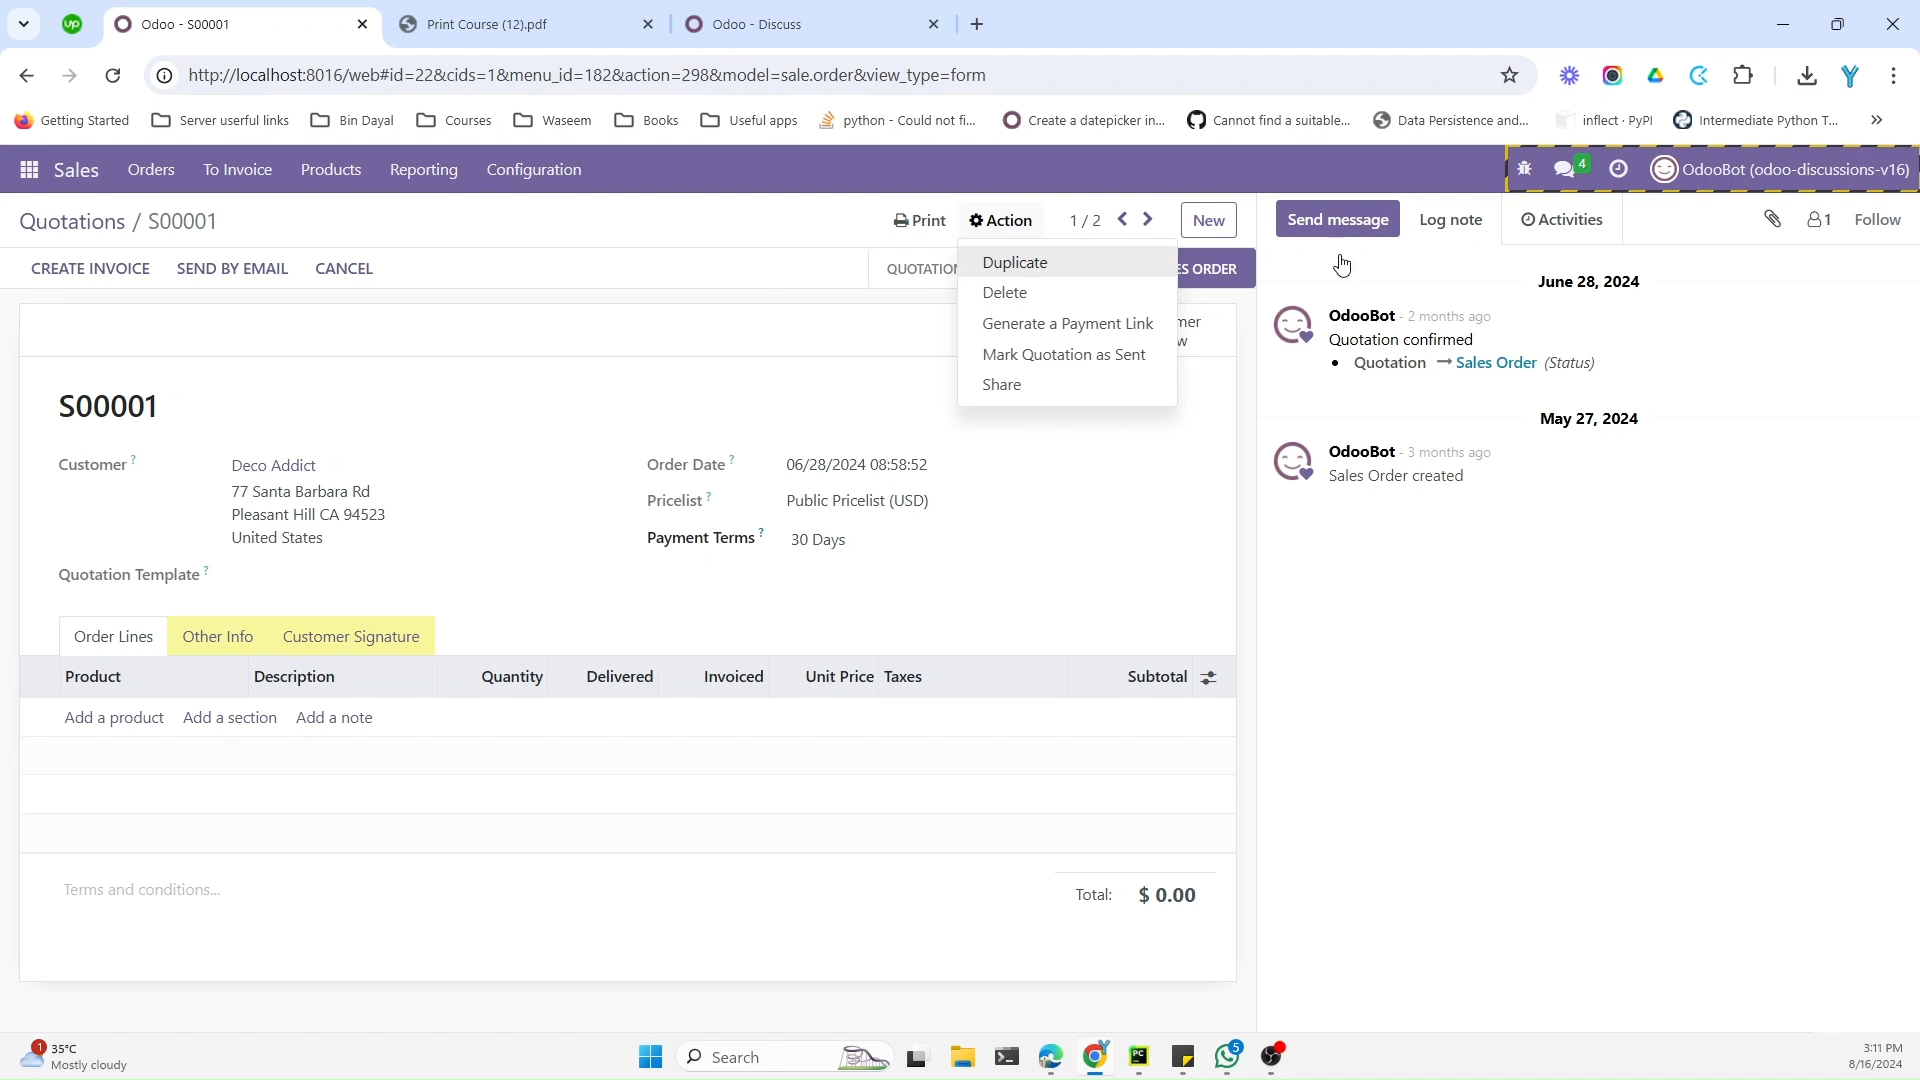 Odoo - S00001
Print Course (12).pdf
Odoo - Discuss
http://localhost:8016/web#id=22&cids=1&menu_id=182&action=298&model=sale.order&view_type=form
Getting Started
Server userful links
Bin Dayal
Courses
Waseem
Books
Useful apps
python - Could not fi...
Create a datepicker in...
Cannot find a suitable...
Data Persistence and...
inflect · PyPI
Intermediate Python T...
Sales
Orders
To Invoice
Products
Reporting
Configuration
4
OdooBot (odoo-discussions-v16)
Quotations / S00001
Print
Action
1 / 2
New
Send message
Log note
Activities
1
Follow
CREATE INVOICE
SEND BY EMAIL
CANCEL
QUOTATION
ES ORDER
Duplicate
Delete
Generate a Payment Link
Mark Quotation as Sent
Share
mer
w
S00001
Customer ?
Deco Addict
77 Santa Barbara Rd
Pleasant Hill CA 94523
United States
Quotation Template ?
Order Date ?
06/28/2024 08:58:52
Pricelist ?
Public Pricelist (USD)
Payment Terms ?
30 Days
Order Lines
Other Info
Customer Signature
Product
Description
Quantity
Delivered
Invoiced
Unit Price
Taxes
Subtotal
Add a product
Add a section
Add a note
Terms and conditions...
Total:
$ 0.00
June 28, 2024
OdooBot - 2 months ago
Quotation confirmed
• Quotation → Sales Order (Status)
May 27, 2024
OdooBot - 3 months ago
Sales Order created
1
35°C
Mostly cloudy
Search
PC
5
3:11 PM
8/16/2024